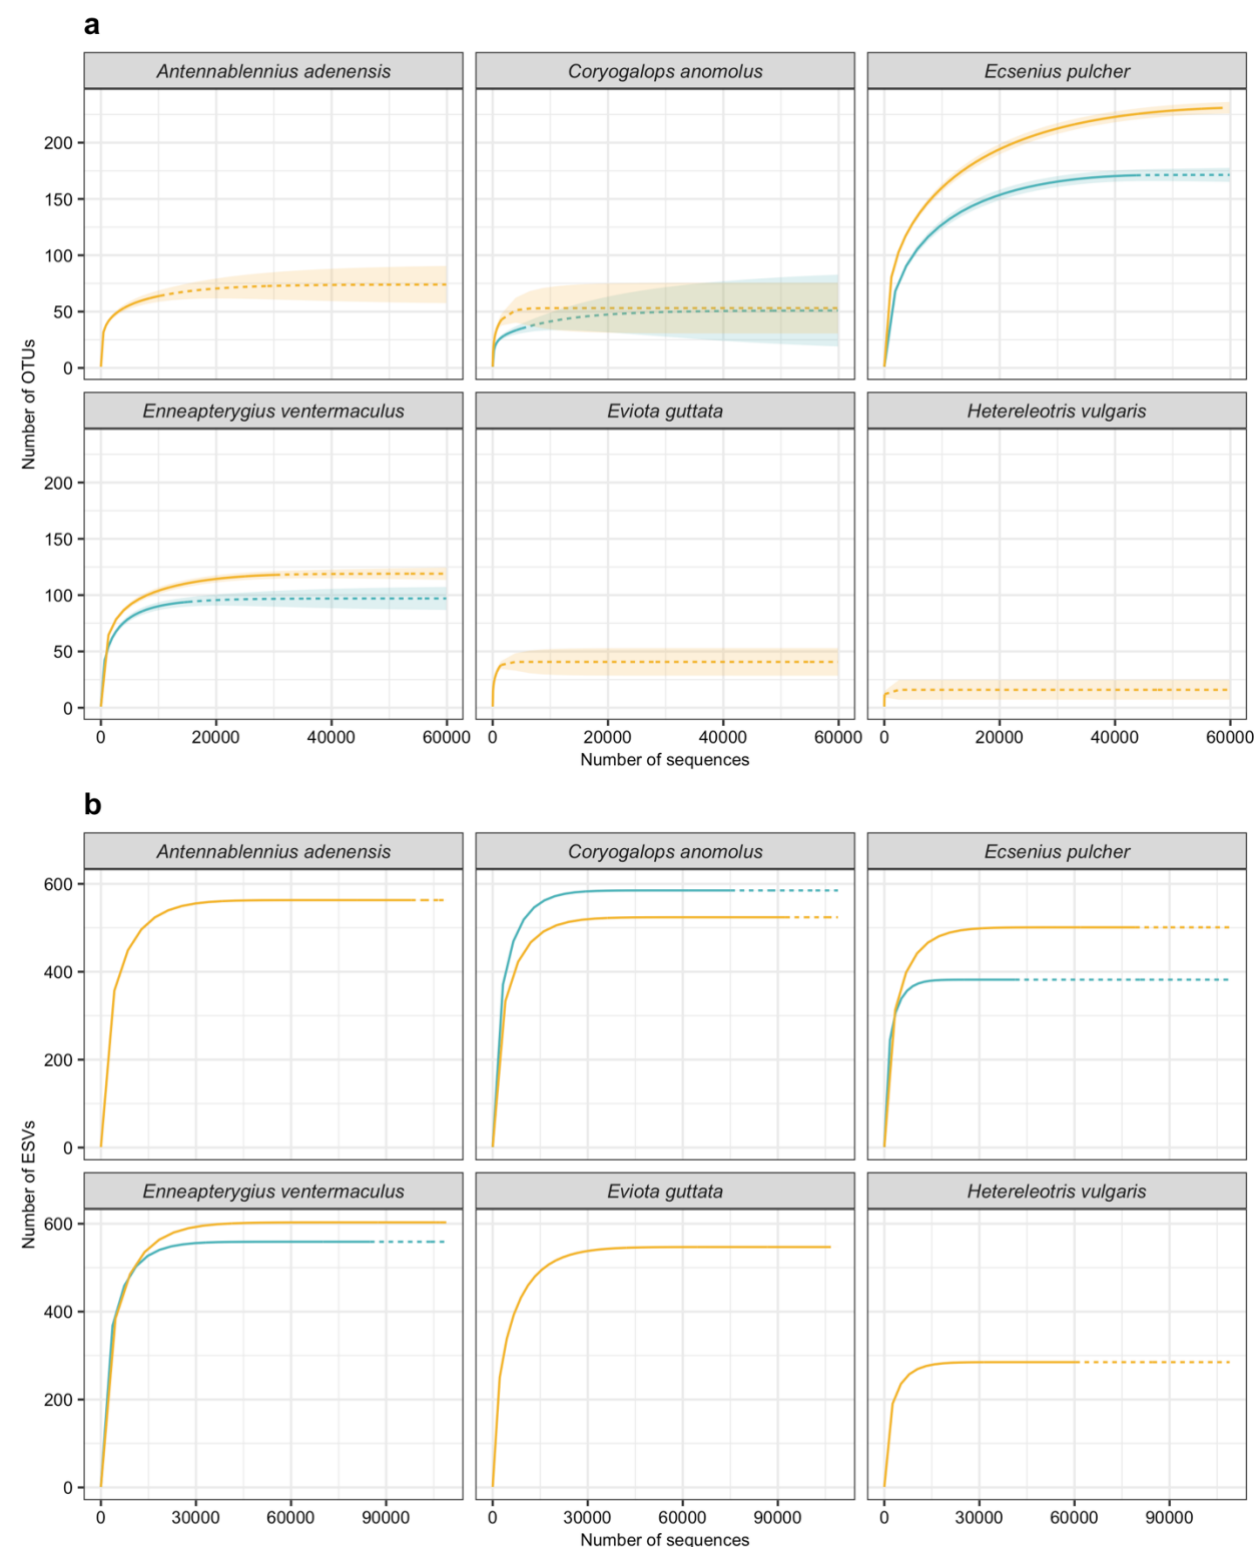 a
Antennablennius adenensis
Coryogalops anomolus
Ecsenius pulcher
200
150
100
50
0
Number of OTUs
Enneapterygius ventermaculus
Eviota guttata
Hetereleotris vulgaris
200
150
100
50
0
0 20000 40000 60000 0 20000 40000 60000 0 20000 40000 60000
Number of sequences
b
Antennablennius adenensis
Coryogalops anomolus
Ecsenius pulcher
600
400
200
0
Number of ESVs
Enneapterygius ventermaculus
Eviota guttata
Hetereleotris vulgaris
600
400
200
0
0 30000 60000 90000 0 30000 60000 90000 0 30000 60000 90000
Number of sequences